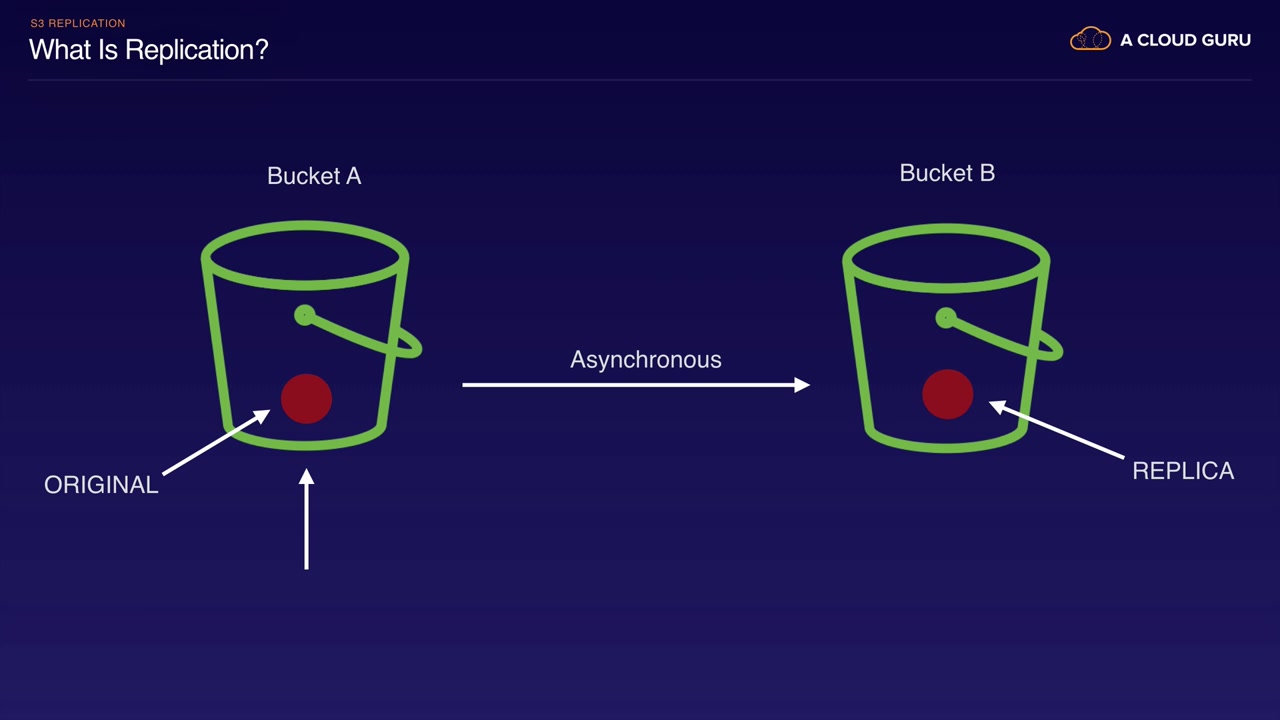 S3 REPLICATION
What Is Replication?
A CLOUD GURU
Bucket A
Bucket B
Asynchronous
ORIGINAL
REPLICA